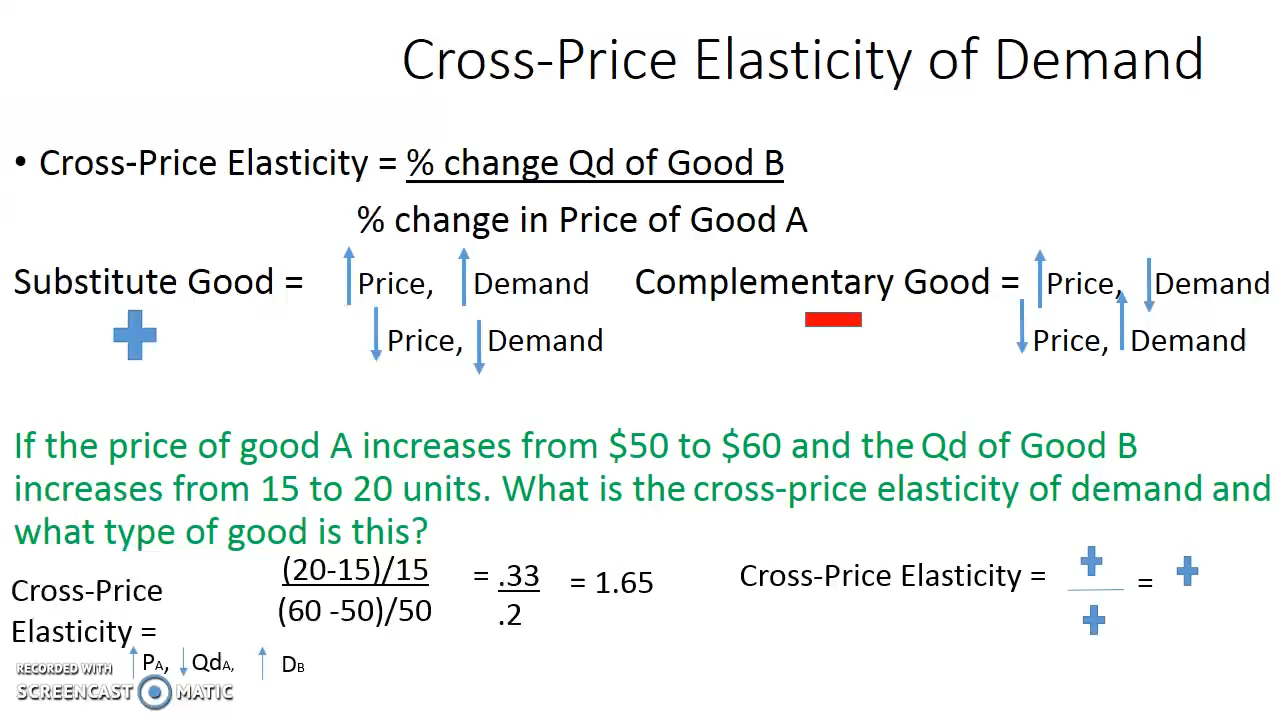 Cross-Price Elasticity of Demand
• Cross-Price Elasticity = % change Qd of Good B
% change in Price of Good A
Substitute Good = Price, Demand Complementary Good = Price, Demand
Price, Demand Price, Demand
If the price of good A increases from $50 to $60 and the Qd of Good B
increases from 15 to 20 units. What is the cross-price elasticity of demand and
what type of good is this?
Cross-Price
Elasticity =
(20-15)/15
(60 -50)/50
= .33
.2
= 1.65
Cross-Price Elasticity = + =  +
+
PA, QdA, DB
RECORDED WITH
SCREENCAST MATIC